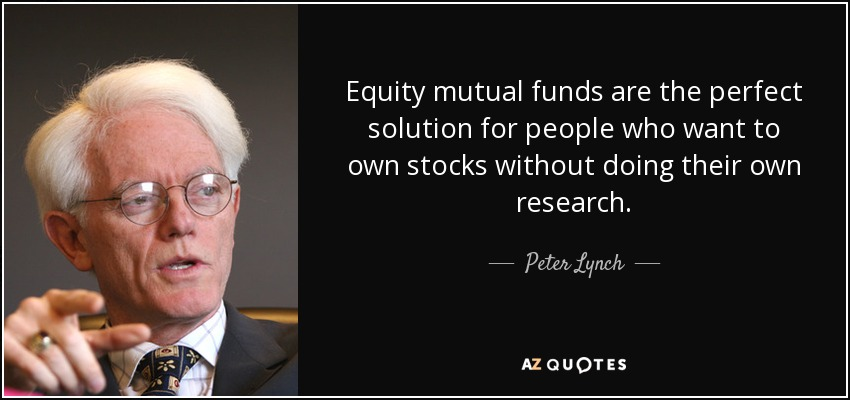 Equity mutual funds are the perfect
solution for people who want to
own stocks without doing their own
research.
Peter Lynch
AZ QUOTES